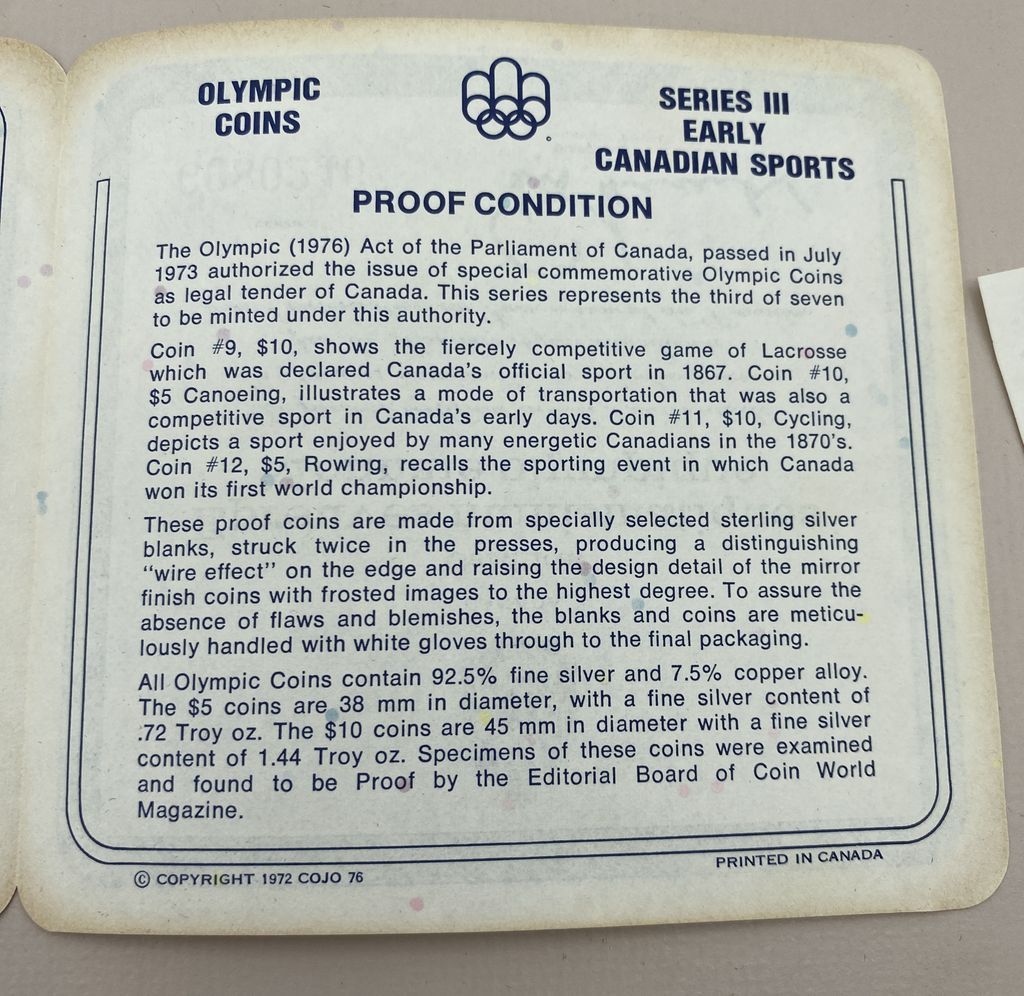 OLYMPIC
COINS
SERIES III
EARLY
CANADIAN SPORTS
PROOF CONDITION
The Olympic (1976) Act of the Parliament of Canada, passed in July
1973 authorized the issue of special commemorative Olympic Coins
as legal tender of Canada. This series represents the third of seven
to be minted under this authority.
Coin #9, $10, shows the fiercely competitive game of Lacrosse
which was declared Canada's official sport in 1867. Coin #10,
$5 Canoeing, illustrates a mode of transportation that was also a
competitive sport in Canada's early days. Coin #11, $10, Cycling,
depicts a sport enjoyed by many energetic Canadians in the 1870's.
Coin #12, $5, Rowing, recalls the sporting event in which Canada
won its first world championship.
These proof coins are made from specially selected sterling silver
blanks, struck twice in the presses, producing a distinguishing
"wire effect" on the edge and raising the design detail of the mirror
finish coins with frosted images to the highest degree. To assure the
absence of flaws and blemishes, the blanks and coins are meticu-
lously handled with white gloves through to the final packaging.
All Olympic Coins contain 92.5% fine silver and 7.5% copper alloy.
The $5 coins are 38 mm in diameter, with a fine silver content of
.72 Troy oz. The $10 coins are 45 mm in diameter with a fine silver
content of 1.44 Troy oz. Specimens of these coins were examined
and found to be Proof by the Editorial Board of Coin World
Magazine.
© COPYRIGHT 1972 COJO 76
PRINTED IN CANADA